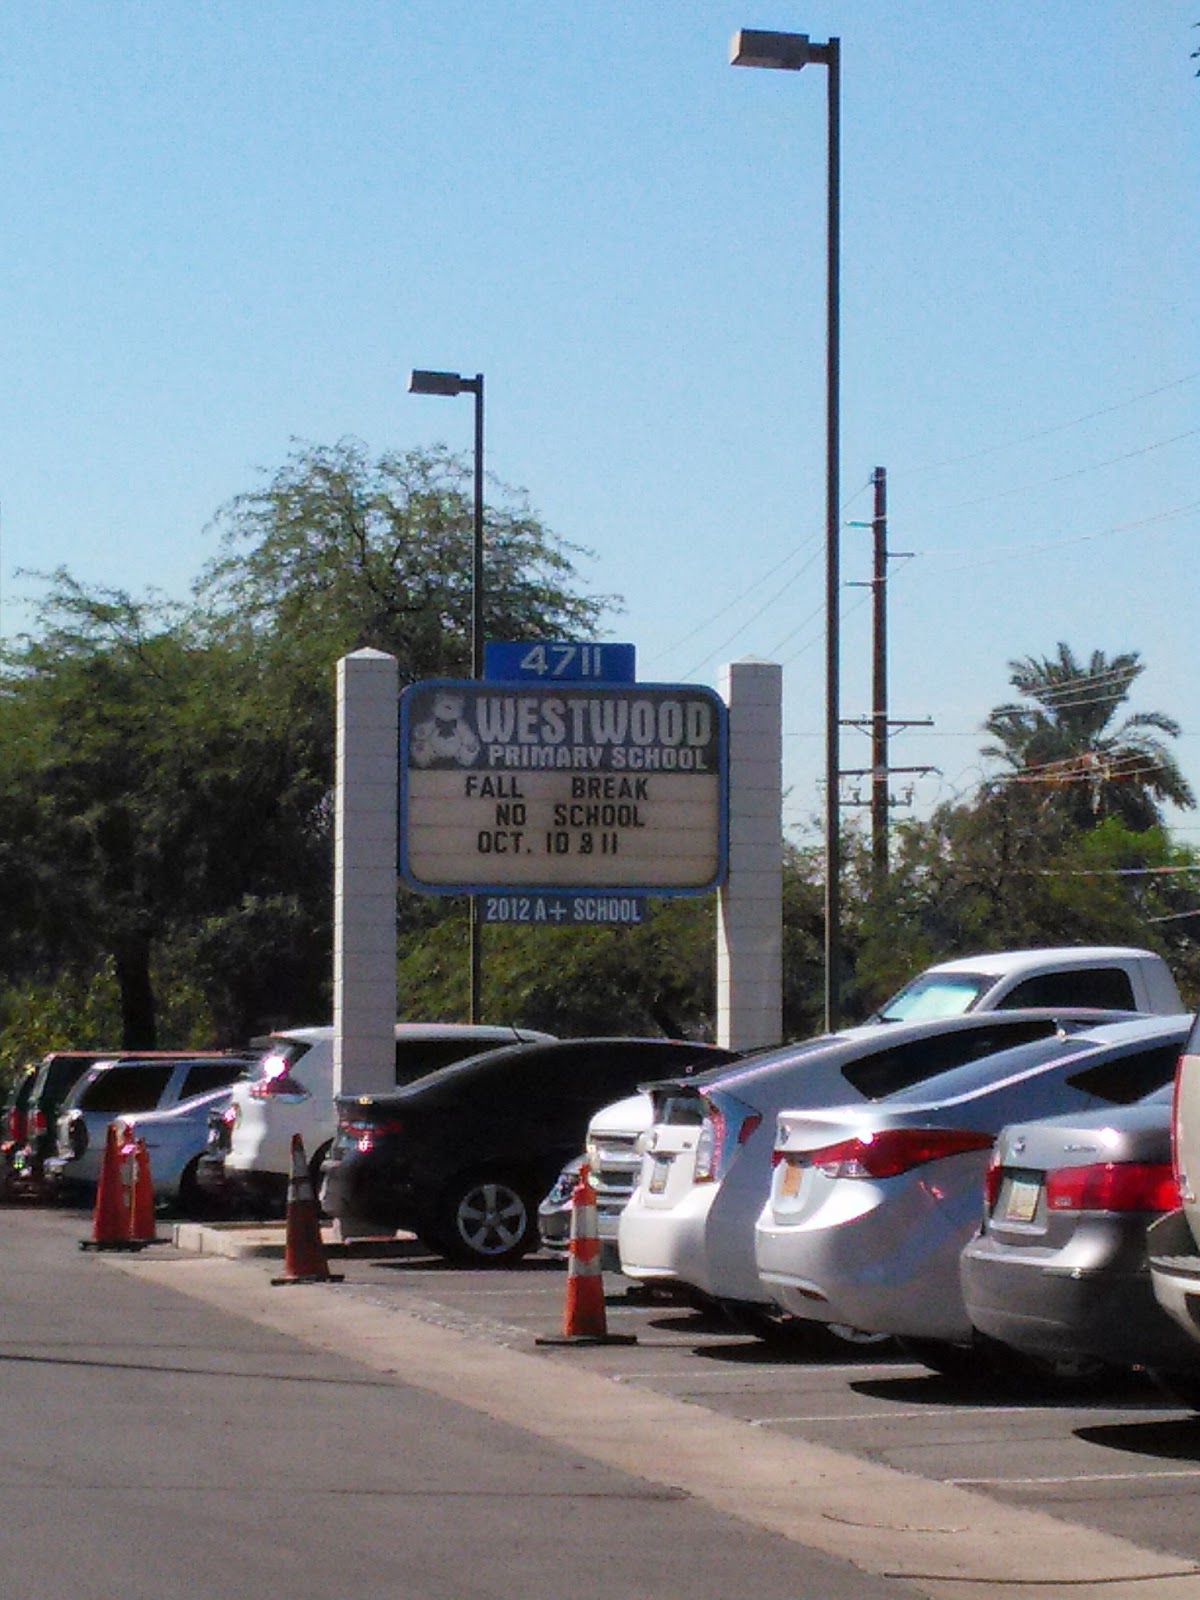 4711
WESTWOOD
PRIMARY SCHOOL
FALL BREAK
NO SCHOOL
OCT. 10 & 11
2012 A+ SCHOOL